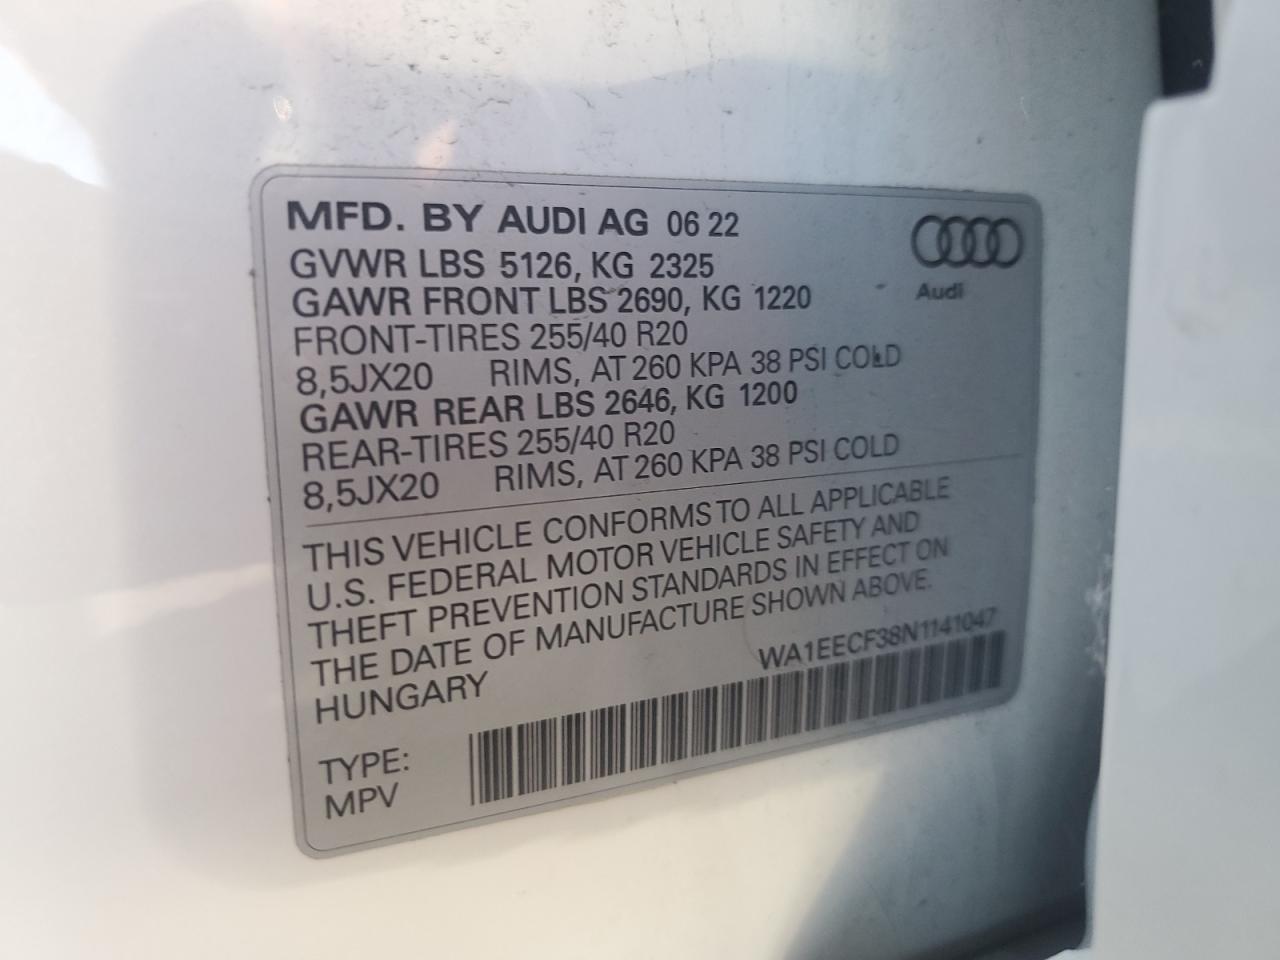 MFD. BY AUDI AG 06 22
GVWR LBS 5126, KG 2325
GAWR FRONT LBS 2690, KG 1220
FRONT-TIRES 255/40 R20
8,5JX20 RIMS, AT 260 KPA 38 PSI COLD
GAWR REAR LBS 2646, KG 1200
REAR-TIRES 255/40 R20
8,5JX20 RIMS, AT 260 KPA 38 PSI COLD
Audi
THIS VEHICLE CONFORMS TO ALL APPLICABLE
U.S. FEDERAL MOTOR VEHICLE SAFETY AND
THEFT PREVENTION STANDARDS IN EFFECT ON
THE DATE OF MANUFACTURE SHOWN ABOVE.
HUNGARY
WA1EECF38N1141047
TYPE:
MPV